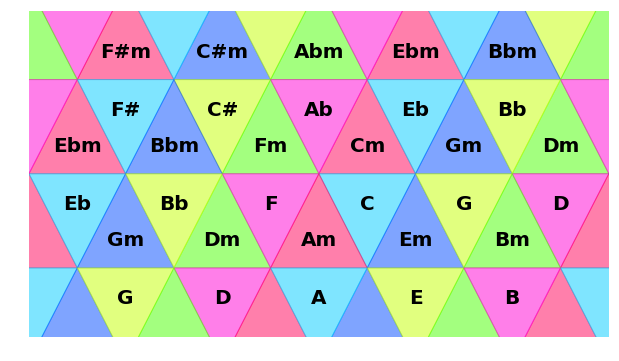 F#m C#m Abm Ebm Bbm
F# C# Ab Eb Bb
Ebm Bbm Fm Cm Gm Dm
Eb Bb F C G D
Gm Dm Am Em Bm
G D A E B